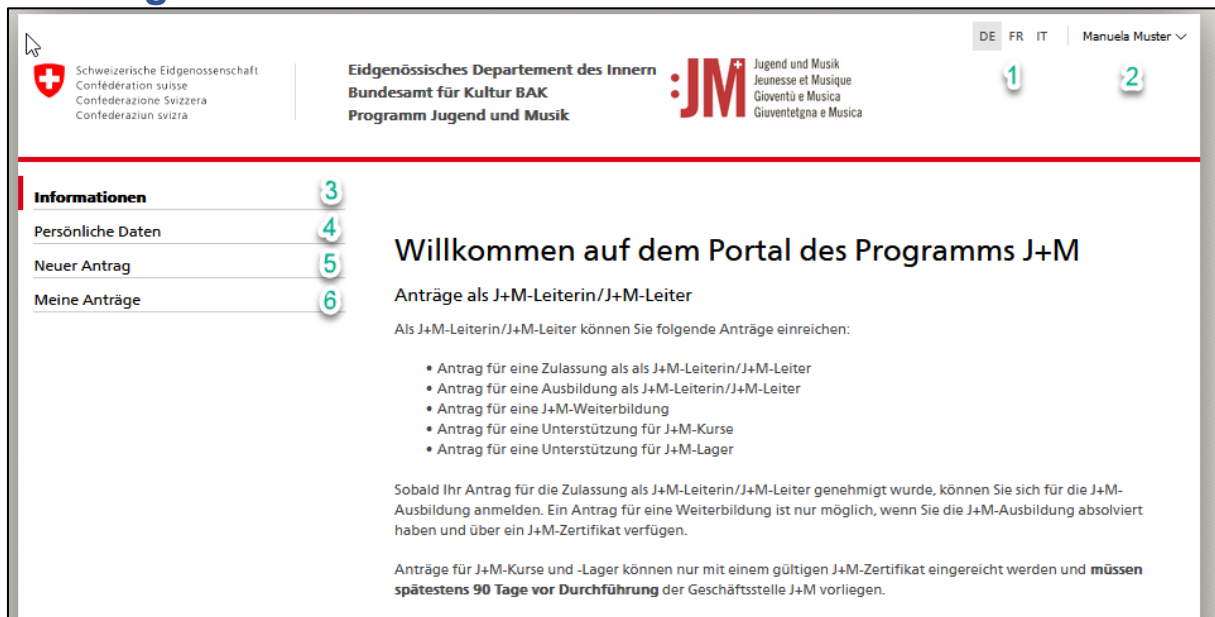 DE FR IT Manuela Muster
1 2
Schweizerische Eidgenossenschaft
Confédération suisse
Confederazione Svizzera
Confederaziun svizra
Eidgenössisches Departement des Innern
Bundesamt für Kultur BAK
Programm Jugend und Musik
:JM
Jugend und Musik
Jeunesse et Musique
Gioventù e Musica
Giuventetgna e Musica
Informationen 3
Persönliche Daten 4
Neuer Antrag 5
Meine Anträge 6
Willkommen auf dem Portal des Programms J+M
Anträge als J+M-Leiterin/J+M-Leiter
Als J+M-Leiterin/J+M-Leiter können Sie folgende Anträge einreichen:
• Antrag für eine Zulassung als als J+M-Leiterin/J+M-Leiter
• Antrag für eine Ausbildung als J+M-Leiterin/J+M-Leiter
• Antrag für eine J+M-Weiterbildung
• Antrag für eine Unterstützung für J+M-Kurse
• Antrag für eine Unterstützung für J+M-Lager
Sobald Ihr Antrag für die Zulassung als J+M-Leiterin/J+M-Leiter genehmigt wurde, können Sie sich für die J+M-
Ausbildung anmelden. Ein Antrag für eine Weiterbildung ist nur möglich, wenn Sie die J+M-Ausbildung absolviert
haben und über ein J+M-Zertifikat verfügen.
Anträge für J+M-Kurse und -Lager können nur mit einem gültigen J+M-Zertifikat eingereicht werden und müssen
spätestens 90 Tage vor Durchführung der Geschäftsstelle J+M vorliegen.